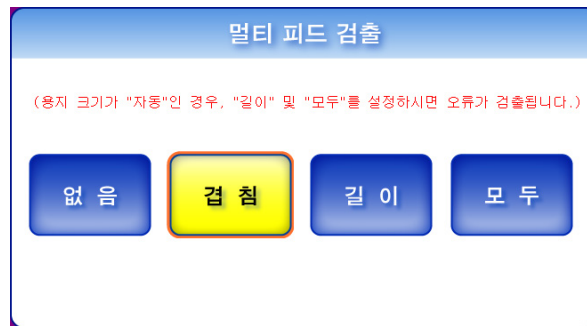 멀티 피드 검출
(용지 크기가 "자동"인 경우, "길이" 및 "모두"를 설정하시면 오류가 검출됩니다.)
없 음 겹 침 길 이 모 두